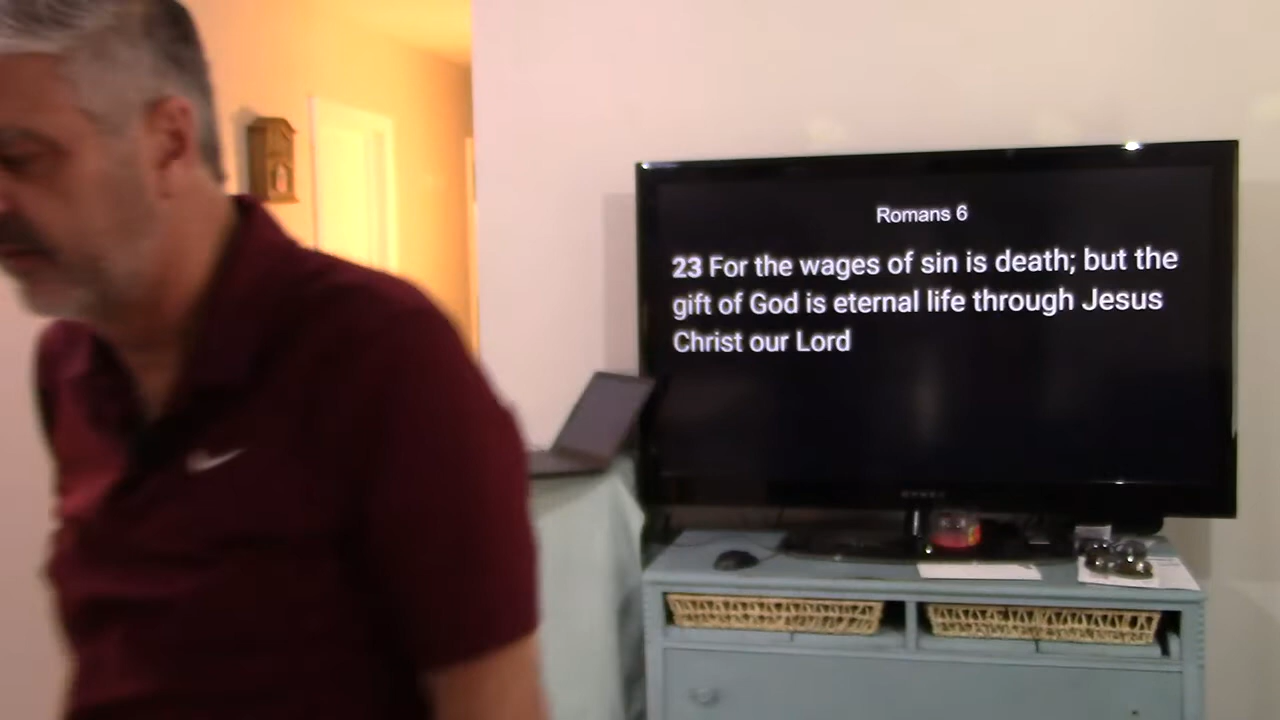 Romans 6
23 For the wages of sin is death; but the
gift of God is eternal life through Jesus
Christ our Lord